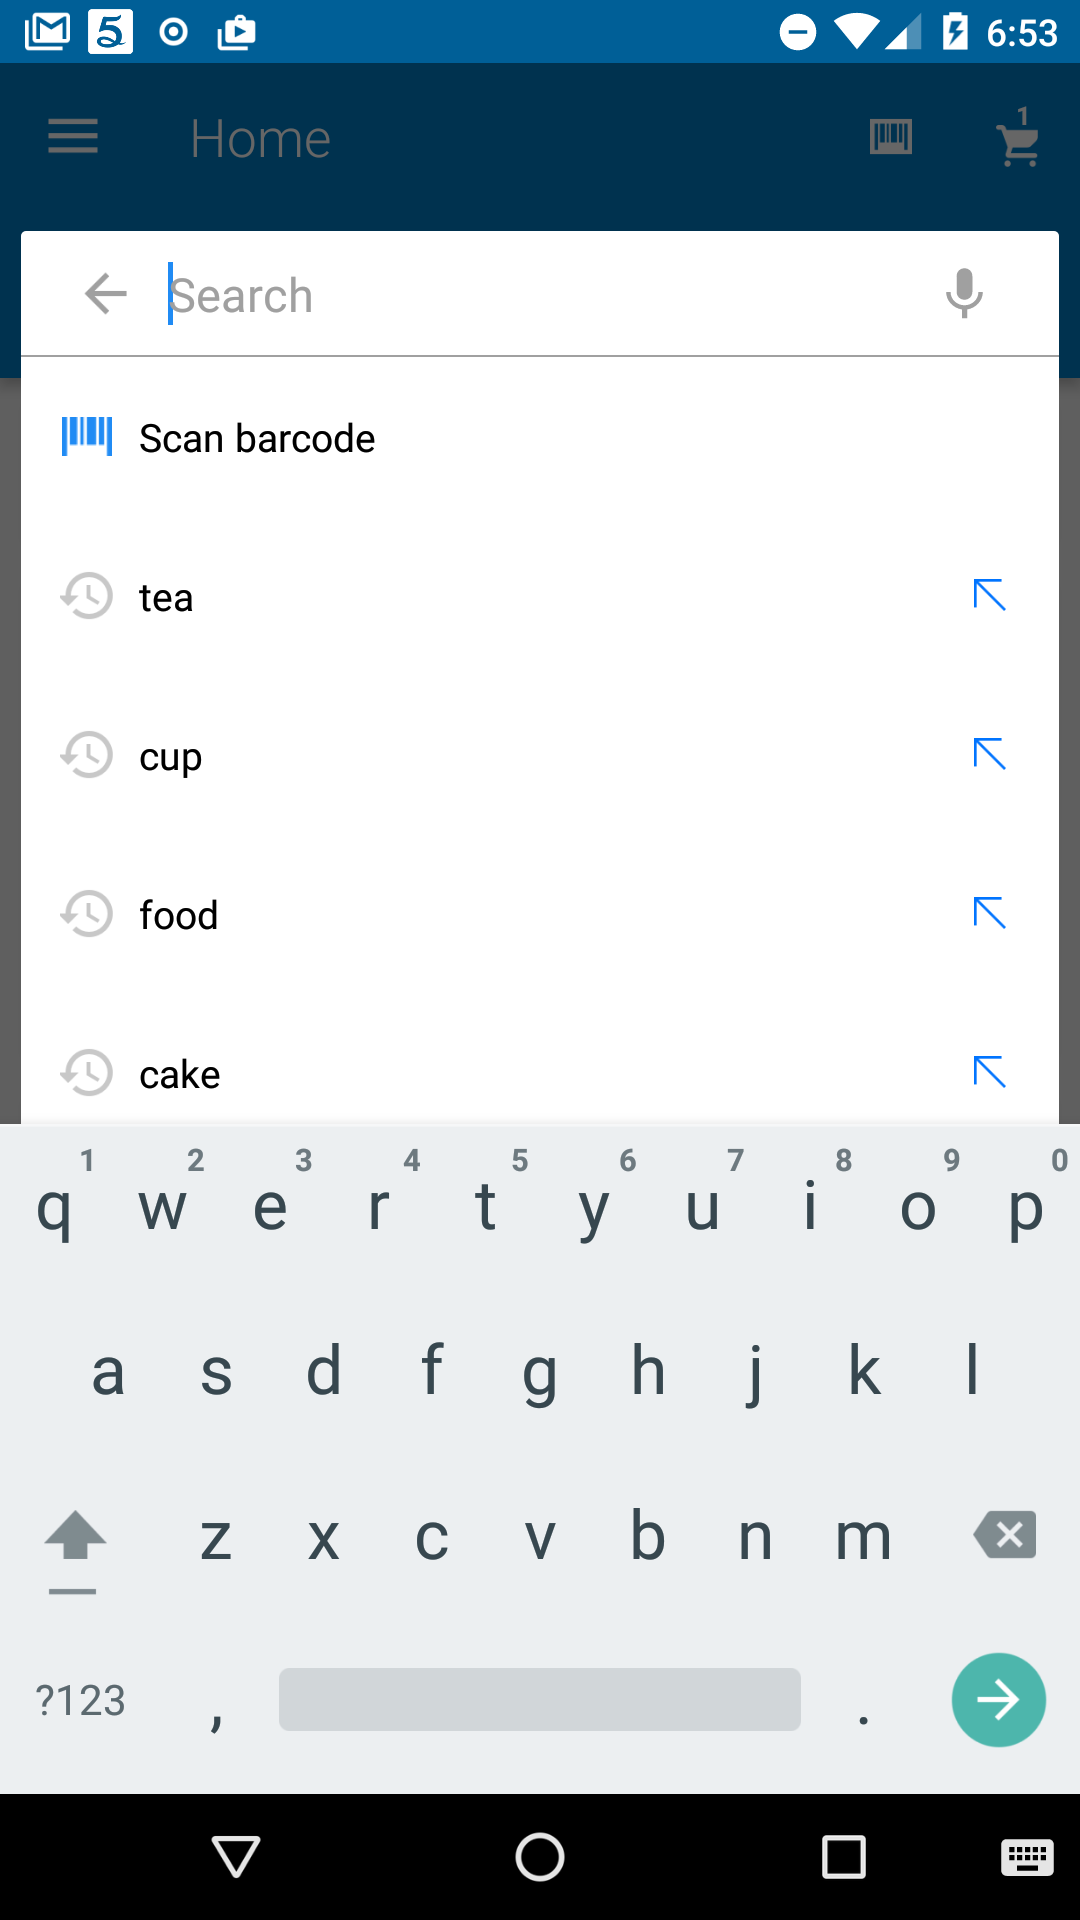 5 6:53
Home 1
Search
Scan barcode
tea
cup
food
cake
1 2 3 4 5 6 7 8 9 0
q w e r t y u i o p
a s d f g h j k l
z x c v b n m
?123 , .